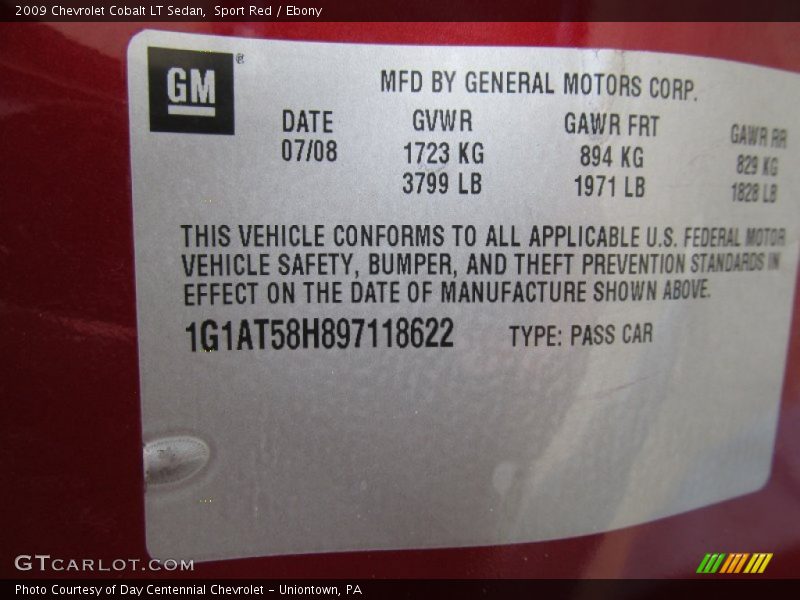 2009 Chevrolet Cobalt LT Sedan, Sport Red / Ebony
GM ®
MFD BY GENERAL MOTORS CORP.
DATE GVWR GAWR FRT GAWR RR
07/08 1723 KG 894 KG 829 KG
3799 LB 1971 LB 1828 LB
THIS VEHICLE CONFORMS TO ALL APPLICABLE U.S. FEDERAL MOTOR
VEHICLE SAFETY, BUMPER, AND THEFT PREVENTION STANDARDS IN
EFFECT ON THE DATE OF MANUFACTURE SHOWN ABOVE.
1G1AT58H897118622 TYPE: PASS CAR
GTCARLOT.COM
Photo Courtesy of Day Centennial Chevrolet - Uniontown, PA